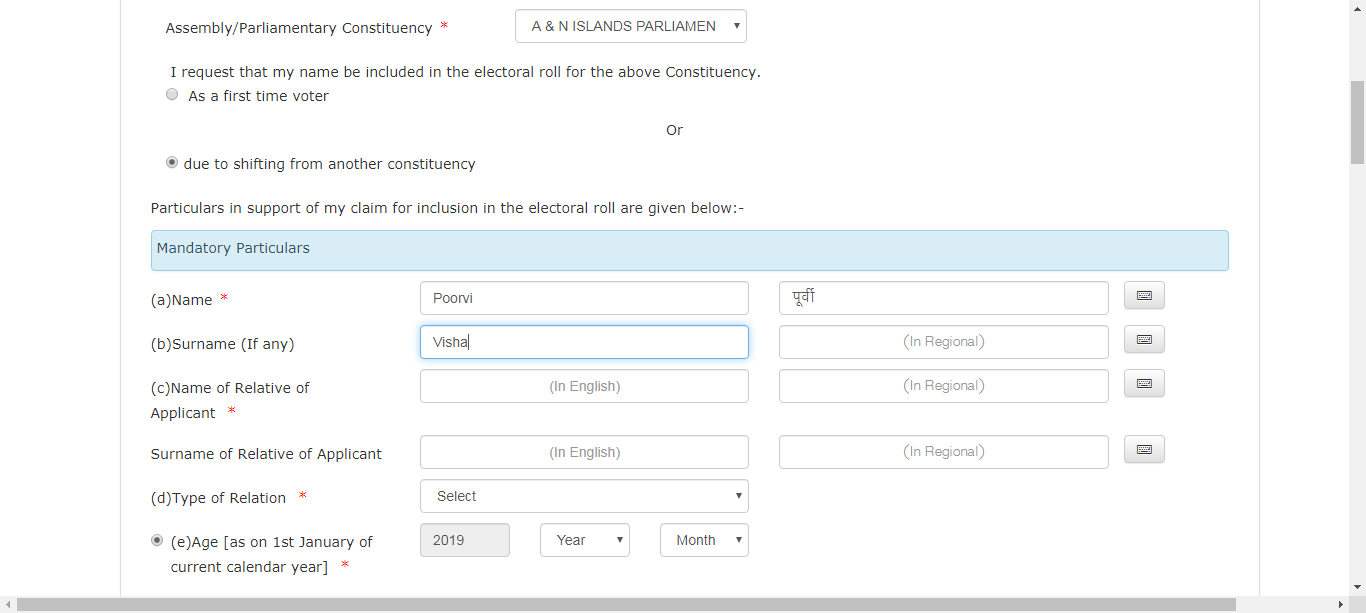 Assembly/Parliamentary Constituency * A & N ISLANDS PARLIAMEN
I request that my name be included in the electoral roll for the above Constituency.
As a first time voter
Or
due to shifting from another constituency
Particulars in support of my claim for inclusion in the electoral roll are given below:-
Mandatory Particulars
(a)Name * Poorvi पूर्वी
(b)Surname (If any) Visha (In Regional)
(c)Name of Relative of
Applicant * (In English) (In Regional)
Surname of Relative of Applicant (In English) (In Regional)
(d)Type of Relation * Select
(e)Age [as on 1st January of
current calendar year] * 2019 Year Month